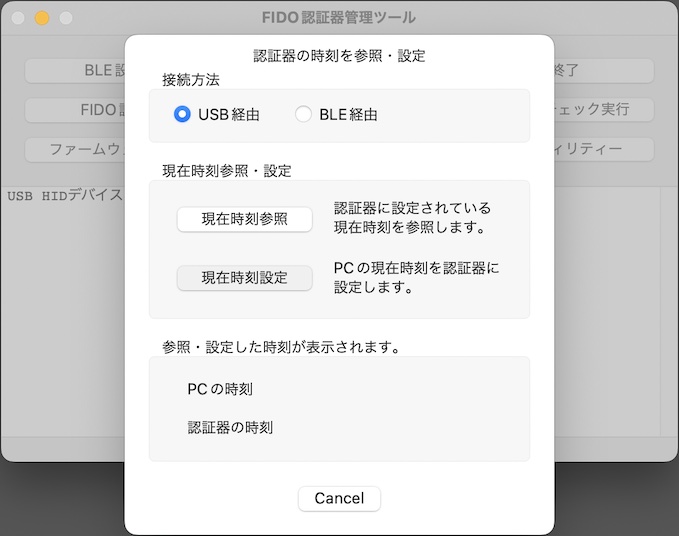 FIDO認証器管理ツール
BLE設
終了
FIDO
ェック実行
ファームウ
ィリティー
USB HIDデバイス
認証器の時刻を参照・設定
接続方法
USB経由
BLE経由
現在時刻参照・設定
現在時刻参照
認証器に設定されている
現在時刻を参照します。
現在時刻設定
PCの現在時刻を認証器に
設定します。
参照・設定した時刻が表示されます。
PCの時刻
認証器の時刻
Cancel